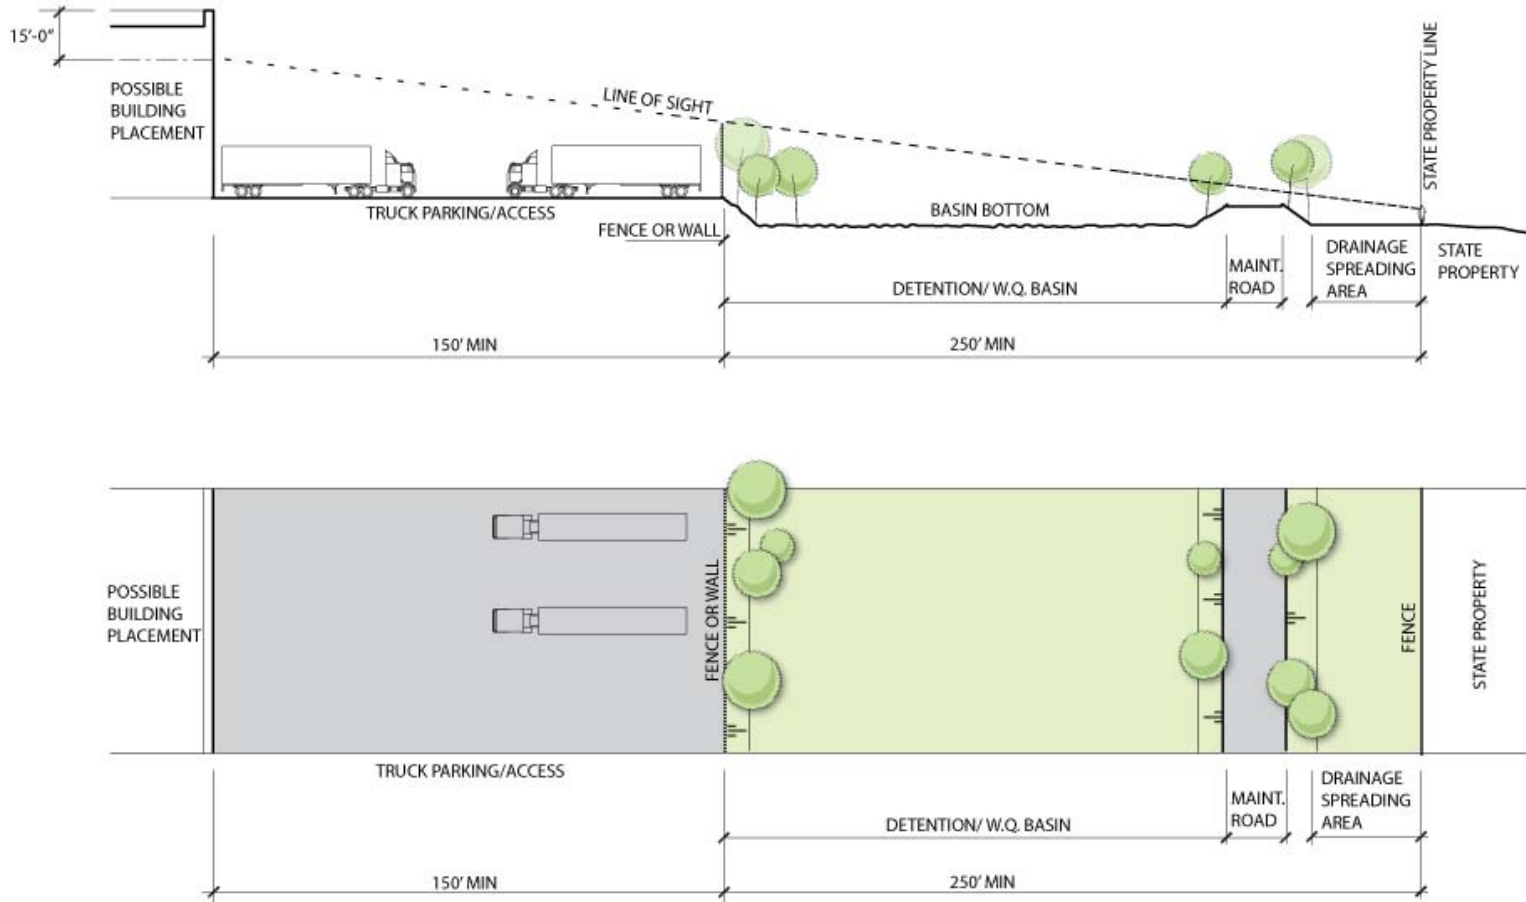 15'-0"
POSSIBLE
BUILDING
PLACEMENT
LINE OF SIGHT
STATE PROPERTY LINE
TRUCK PARKING/ACCESS
FENCE OR WALL
BASIN BOTTOM
MAINT.
ROAD
DRAINAGE
SPREADING
AREA
STATE
PROPERTY
DETENTION/ W.Q. BASIN
150' MIN
250' MIN
POSSIBLE
BUILDING
PLACEMENT
FENCE OR WALL
FENCE
STATE PROPERTY
TRUCK PARKING/ACCESS
DETENTION/ W.Q. BASIN
MAINT.
ROAD
DRAINAGE
SPREADING
AREA
150' MIN
250' MIN